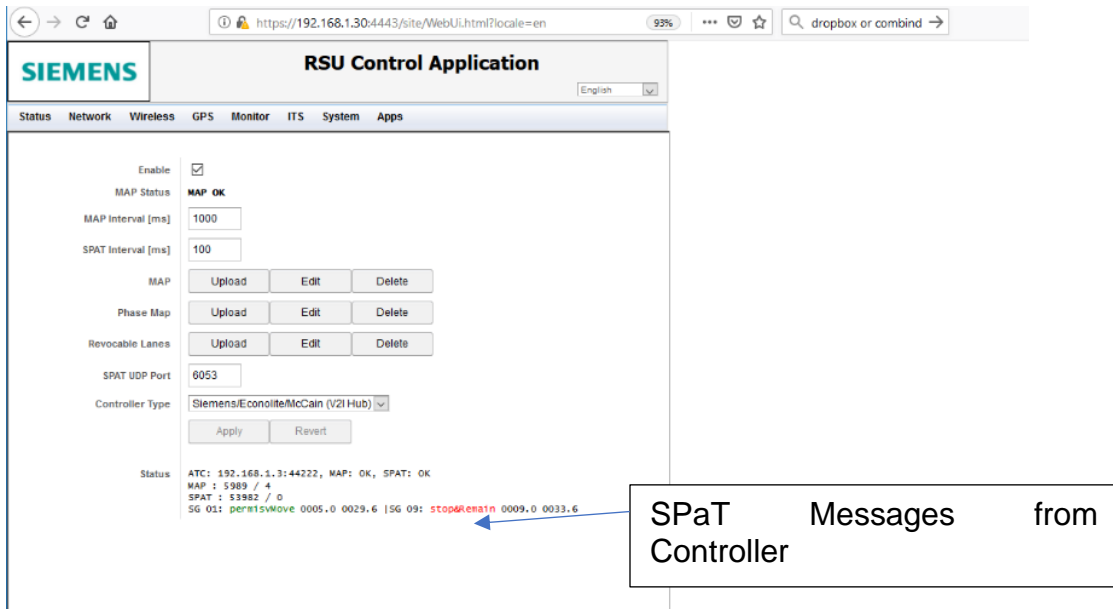 https://192.168.1.30:4443/site/WebUi.html?locale=en 93% dropbox or combind
SIEMENS
RSU Control Application
English
Status Network Wireless GPS Monitor ITS System Apps
Enable
MAP Status MAP OK
MAP Interval [ms] 1000
SPAT Interval [ms] 100
MAP Upload Edit Delete
Phase Map Upload Edit Delete
Revocable Lanes Upload Edit Delete
SPAT UDP Port 6053
Controller Type Siemens/Econolite/McCain (V2I Hub)
Apply Revert
Status ATC: 192.168.1.3:44222, MAP: OK, SPAT: OK
MAP : 5989 / 4
SPAT : 53982 / 0
SG 01: permisvMove 0005.0 0029.6 |SG 09: stop&Remain 0009.0 0033.6
SPaT Messages from
Controller